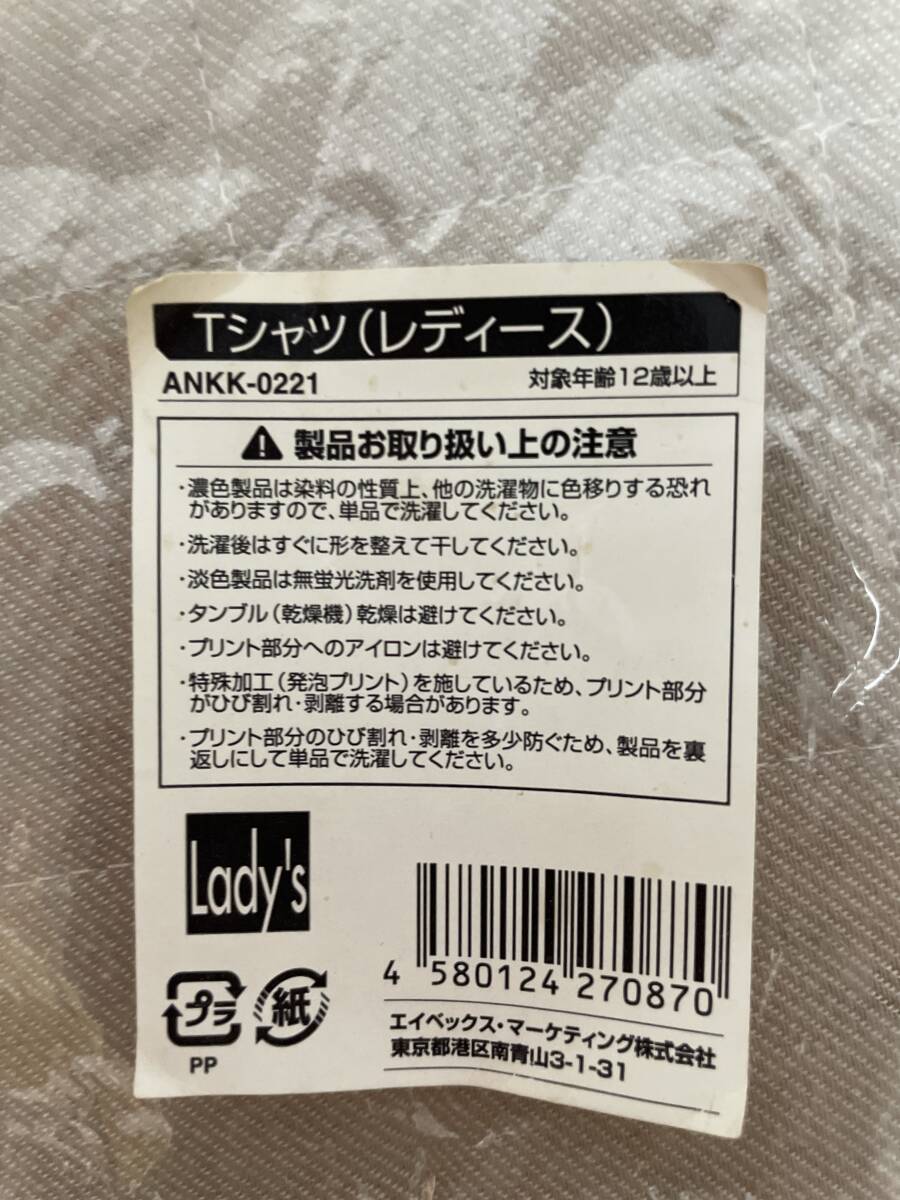 Tシャツ(レディース)
ANKK-0221 対象年齢12歳以上
製品お取り扱い上の注意
・濃色製品は染料の性質上、他の洗濯物に色移りする恐れ
がありますので、単品で洗濯してください。
・洗濯後はすぐに形を整えて干してください。
・淡色製品は無蛍光洗剤を使用してください。
・タンブル(乾燥機)乾燥は避けてください。
・プリント部分へのアイロンは避けてください。
・特殊加工(発泡プリント)を施しているため、プリント部分
がひび割れ・剥離する場合があります。
・プリント部分のひび割れ・剥離を多少防ぐため、製品を裏
返しにして単品で洗濯してください。
Lady's
4 580124 270870
プラ 紙
PP
エイベックス・マーケティング株式会社
東京都港区南青山3-1-31